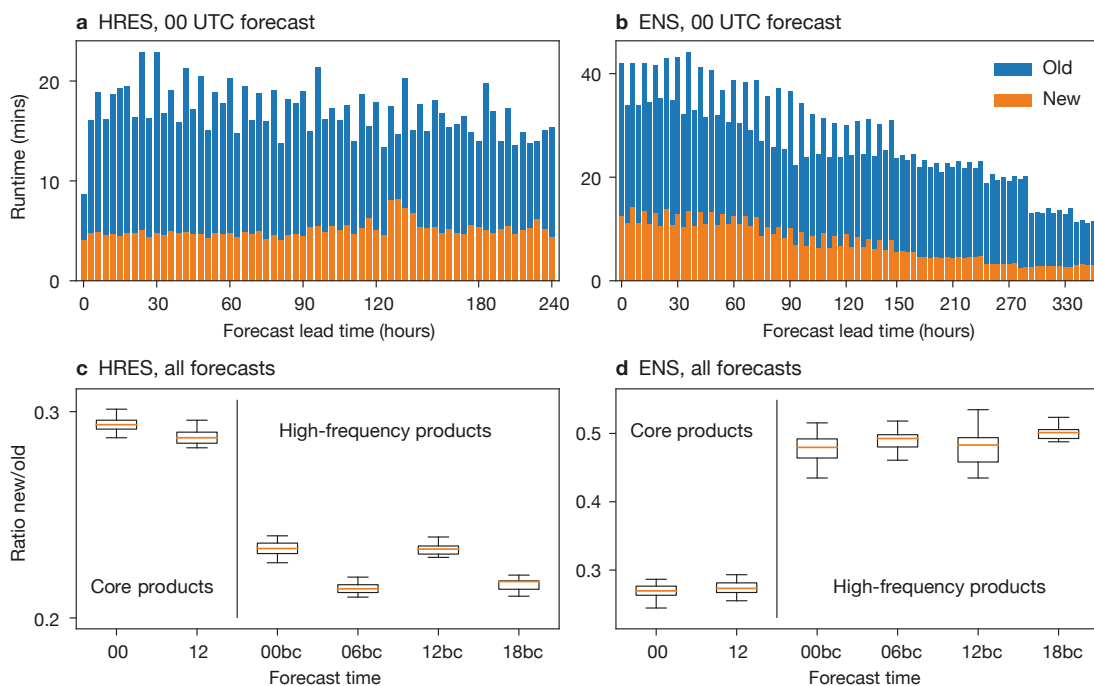 a HRES, 00 UTC forecast
Runtime (mins)
20
10
0
0 30 60 90 120 180 240
Forecast lead time (hours)
b ENS, 00 UTC forecast
Old
New
40
20
0
0 30 60 90 120 150 210 270 330
Forecast lead time (hours)
c HRES, all forecasts
Ratio new/old
0.3
0.2
High-frequency products
Core products
00 12 00bc 06bc 12bc 18bc
Forecast time
d ENS, all forecasts
Core products
0.5
0.4
0.3
High-frequency products
00 12 00bc 06bc 12bc 18bc
Forecast time